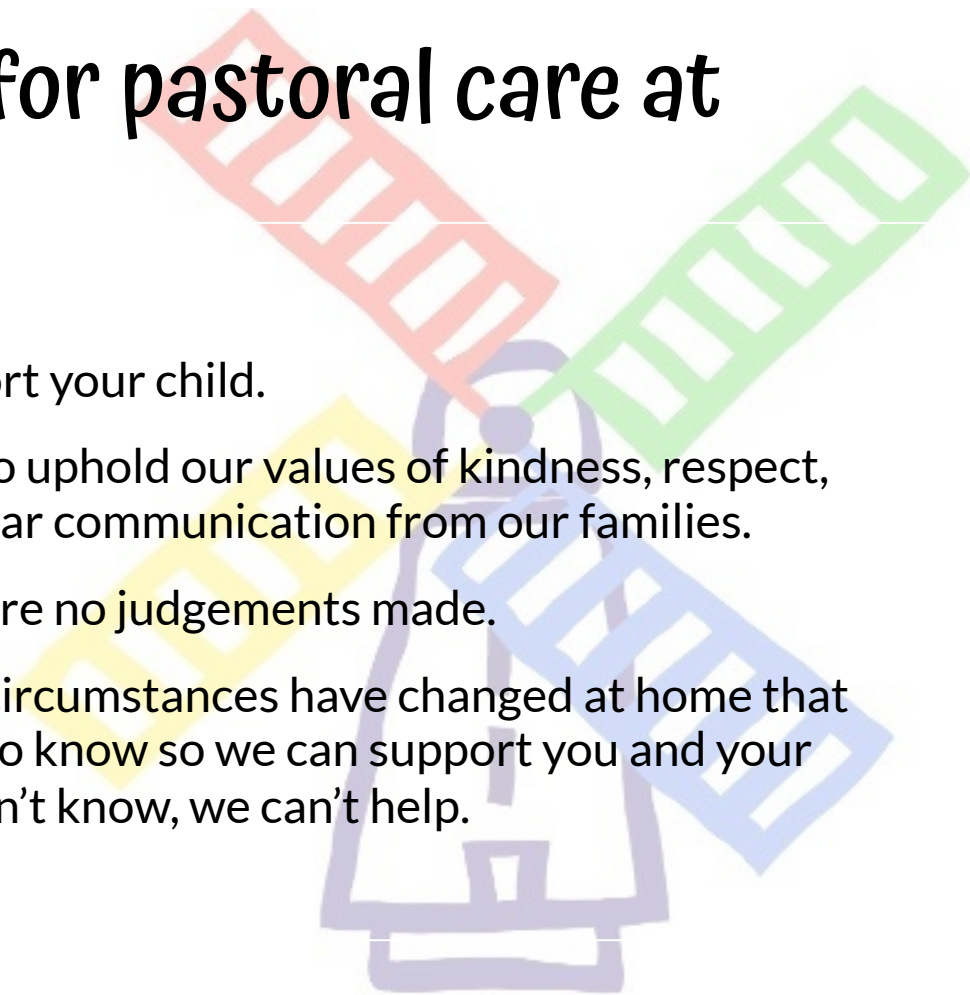 for pastoral care at
rt your child.
o uphold our values of kindness, respect,
ar communication from our families.
re no judgements made.
ircumstances have changed at home that
o know so we can support you and your
n’t know, we can’t help.